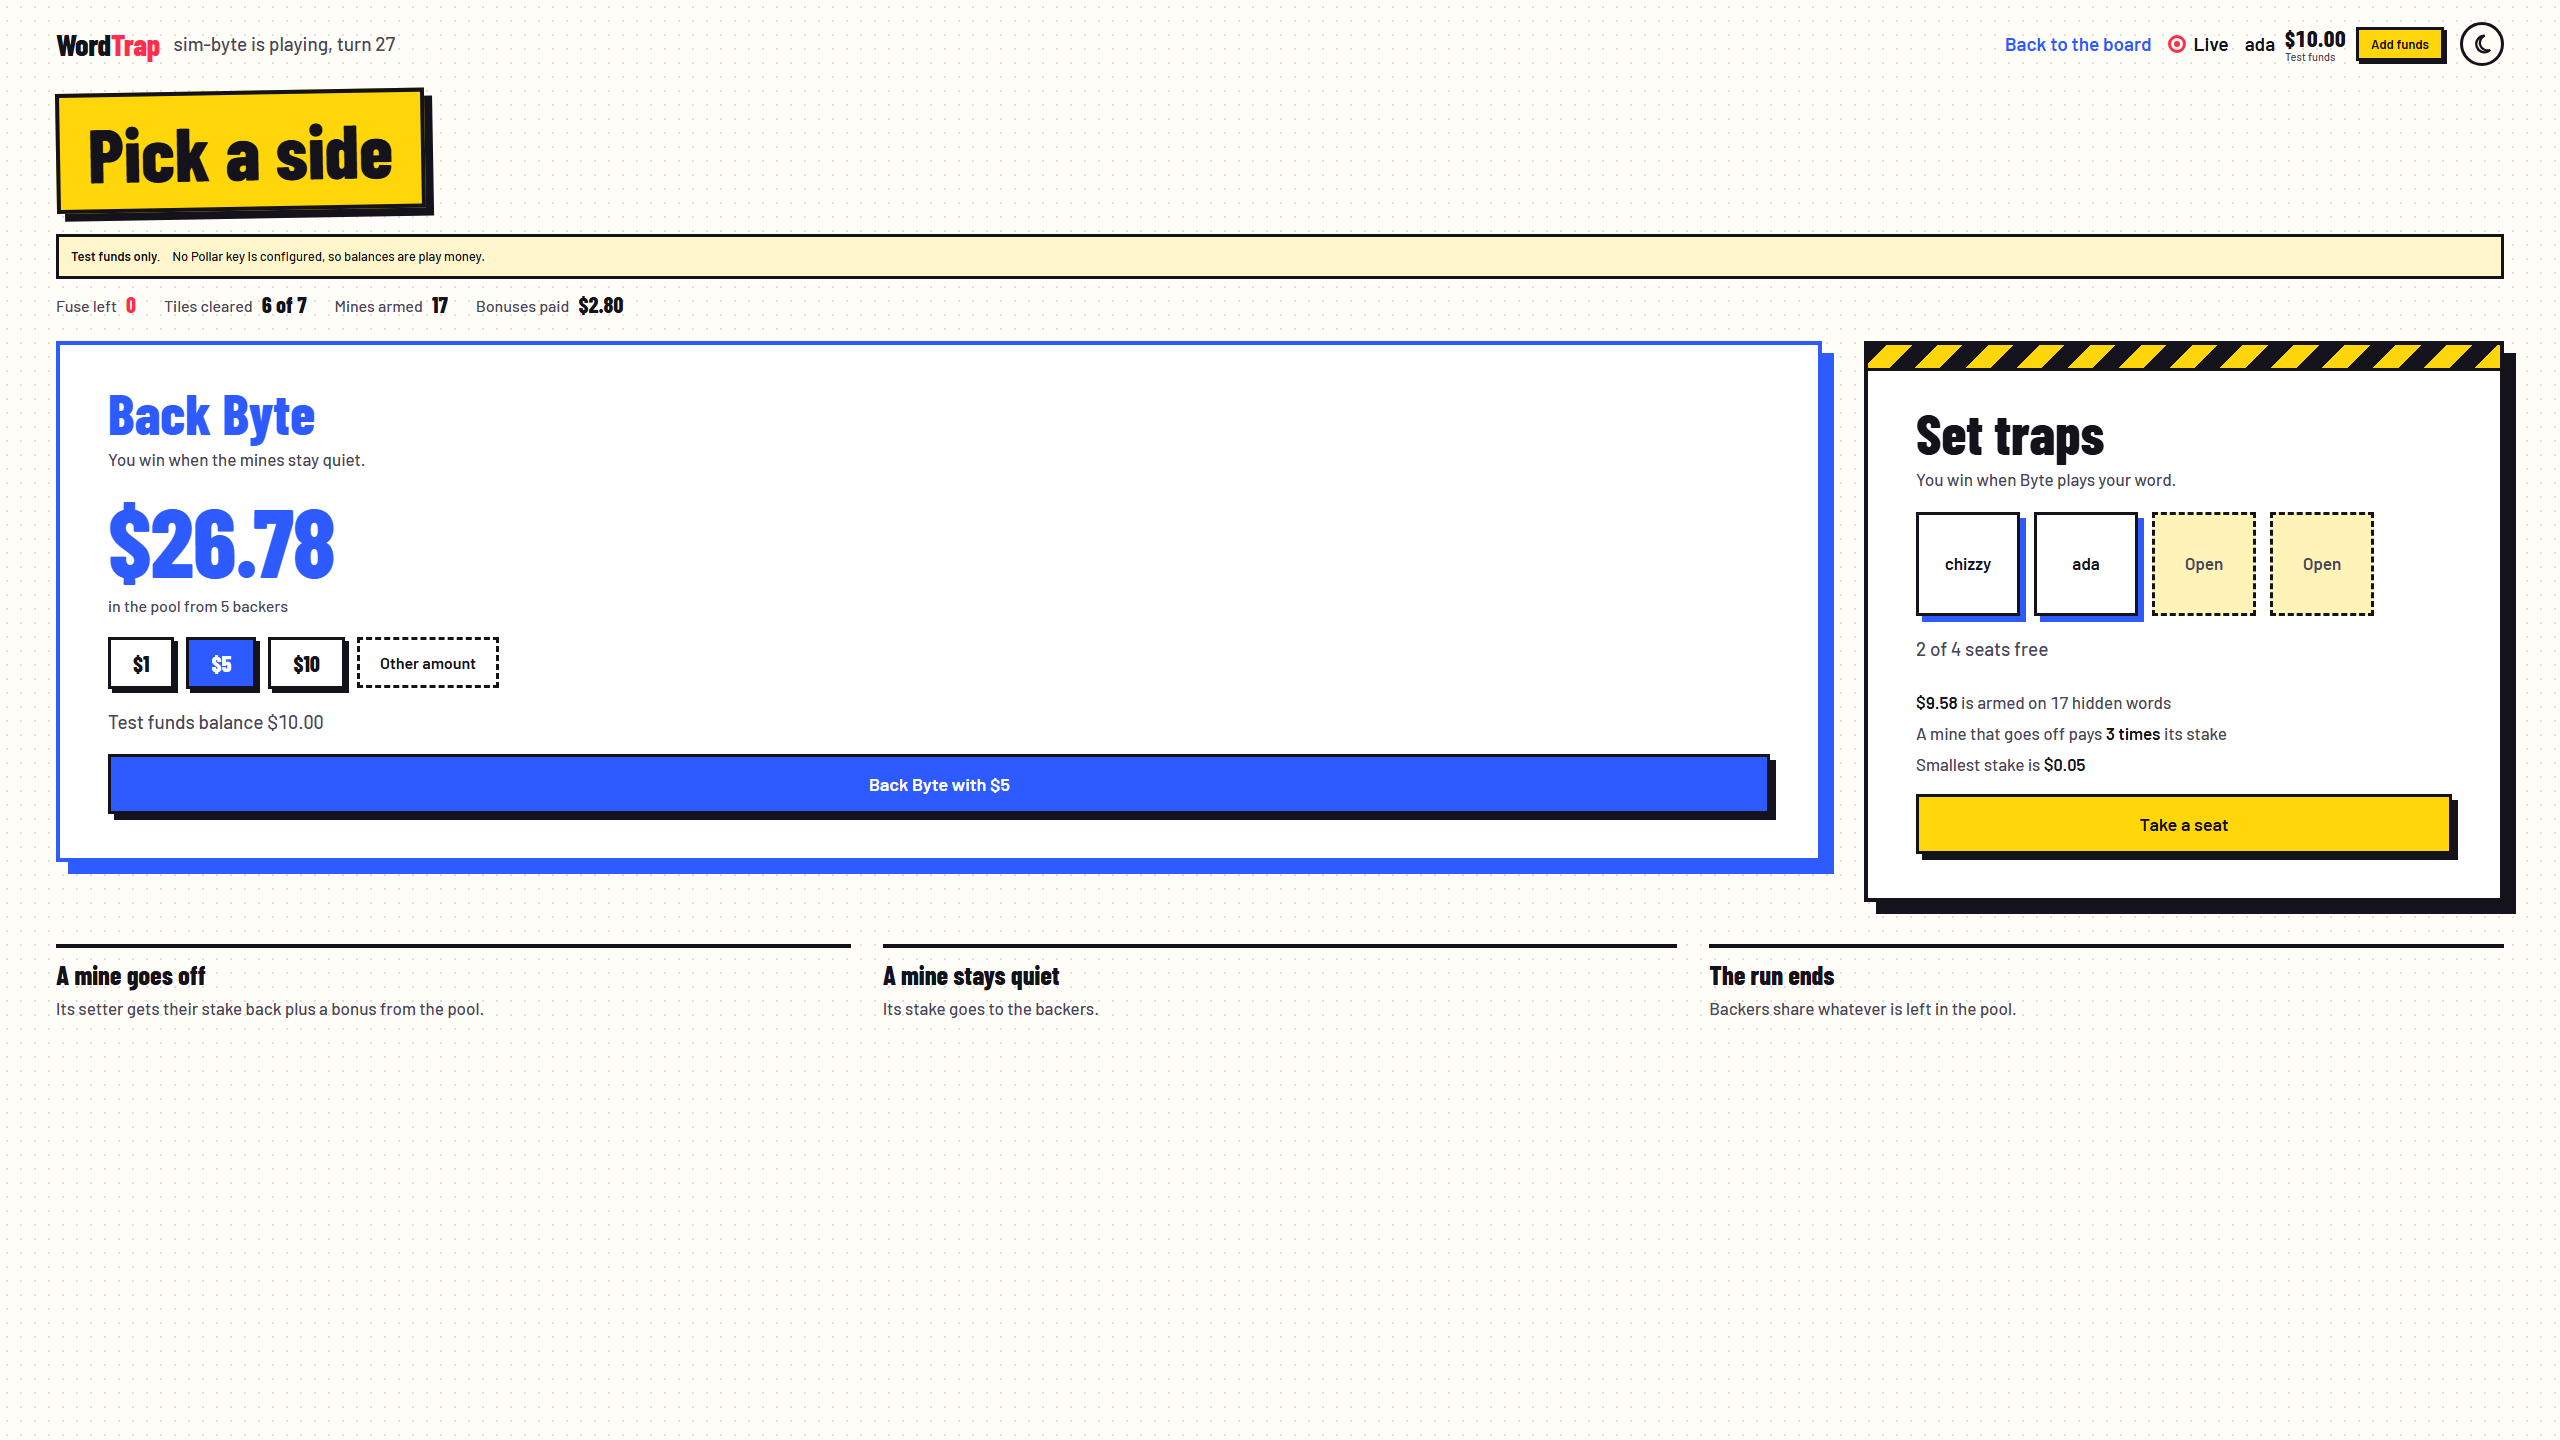 WordTrap sim-byte is playing, turn 27
Back to the board Live ada $10.00 Test funds Add funds
Pick a side
Test funds only. No Pollar key is configured, so balances are play money.
Fuse left 0 Tiles cleared 6 of 7 Mines armed 17 Bonuses paid $2.80
Back Byte
You win when the mines stay quiet.
$26.78
in the pool from 5 backers
$1 $5 $10 Other amount
Test funds balance $10.00
Back Byte with $5
Set traps
You win when Byte plays your word.
chizzy ada Open Open
2 of 4 seats free
$9.58 is armed on 17 hidden words
A mine that goes off pays 3 times its stake
Smallest stake is $0.05
Take a seat
A mine goes off
Its setter gets their stake back plus a bonus from the pool.
A mine stays quiet
Its stake goes to the backers.
The run ends
Backers share whatever is left in the pool.